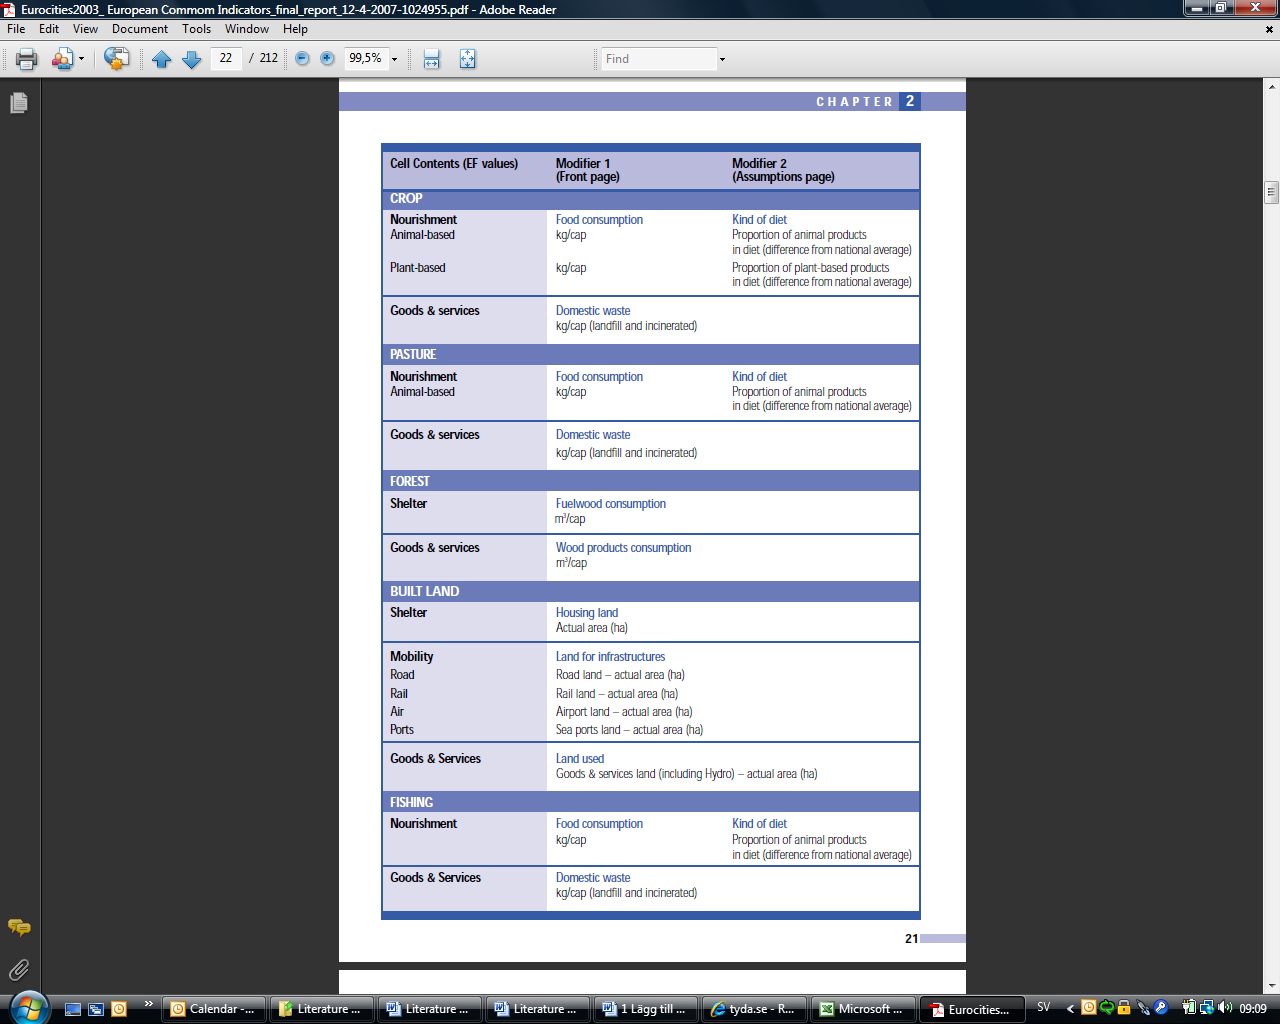 Eurocities2003_ European Commom Indicators_final_report_12-4-2007-1024955.pdf - Adobe Reader
File Edit View Document Tools Window Help
22 / 212 99,5% Find
CHAPTER 2
Cell Contents (EF values) Modifier 1 Modifier 2
(Front page) (Assumptions page)
CROP
Nourishment Food consumption Kind of diet
Animal-based kg/cap Proportion of animal products
in diet (difference from national average)
Plant-based kg/cap Proportion of plant-based products
in diet (difference from national average)
Goods & services Domestic waste
kg/cap (landfill and incinerated)
PASTURE
Nourishment Food consumption Kind of diet
Animal-based kg/cap Proportion of animal products
in diet (difference from national average)
Goods & services Domestic waste
kg/cap (landfill and incinerated)
FOREST
Shelter Fuelwood consumption
m³/cap
Goods & services Wood products consumption
m³/cap
BUILT LAND
Shelter Housing land
Actual area (ha)
Mobility Land for infrastructures
Road Road land – actual area (ha)
Rail Rail land – actual area (ha)
Air Airport land – actual area (ha)
Ports Sea ports land – actual area (ha)
Goods & Services Land used
Goods & services land (including Hydro) – actual area (ha)
FISHING
Nourishment Food consumption Kind of diet
kg/cap Proportion of animal products
in diet (difference from national average)
Goods & Services Domestic waste
kg/cap (landfill and incinerated)
21
Calendar -... Literature ... Literature ... Literature ... 1 Lägg till ... tyda.se - R... Microsoft ... Eurocities... SV 09:09